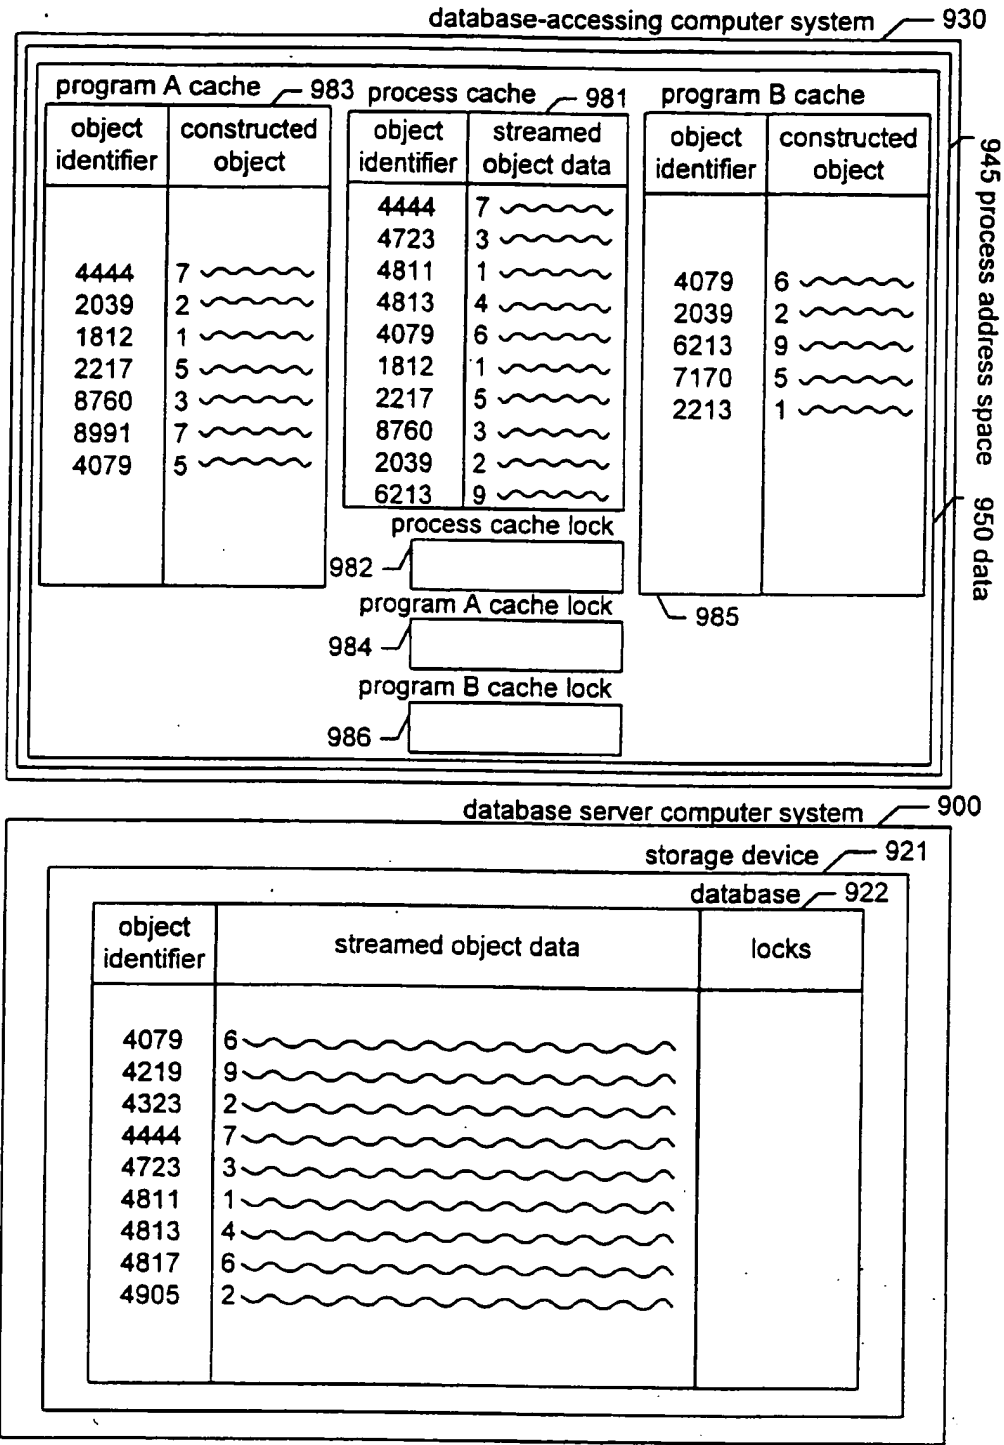 database-accessing computer system 930
program A cache 983
object identifier
constructed object
4444 7
2039 2
1812 1
2217 5
8760 3
8991 7
4079 5
process cache 981
object identifier
streamed object data
4444 7
4723 3
4811 1
4813 4
4079 6
1812 1
2217 5
8760 3
2039 2
6213 9
program B cache
object identifier
constructed object
4079 6
2039 2
6213 9
7170 5
2213 1
985
process cache lock
982
program A cache lock
984
program B cache lock
986
945 process address space
950 data
database server computer system 900
storage device 921
database 922
object identifier
streamed object data
locks
4079 6
4219 9
4323 2
4444 7
4723 3
4811 1
4813 4
4817 6
4905 2